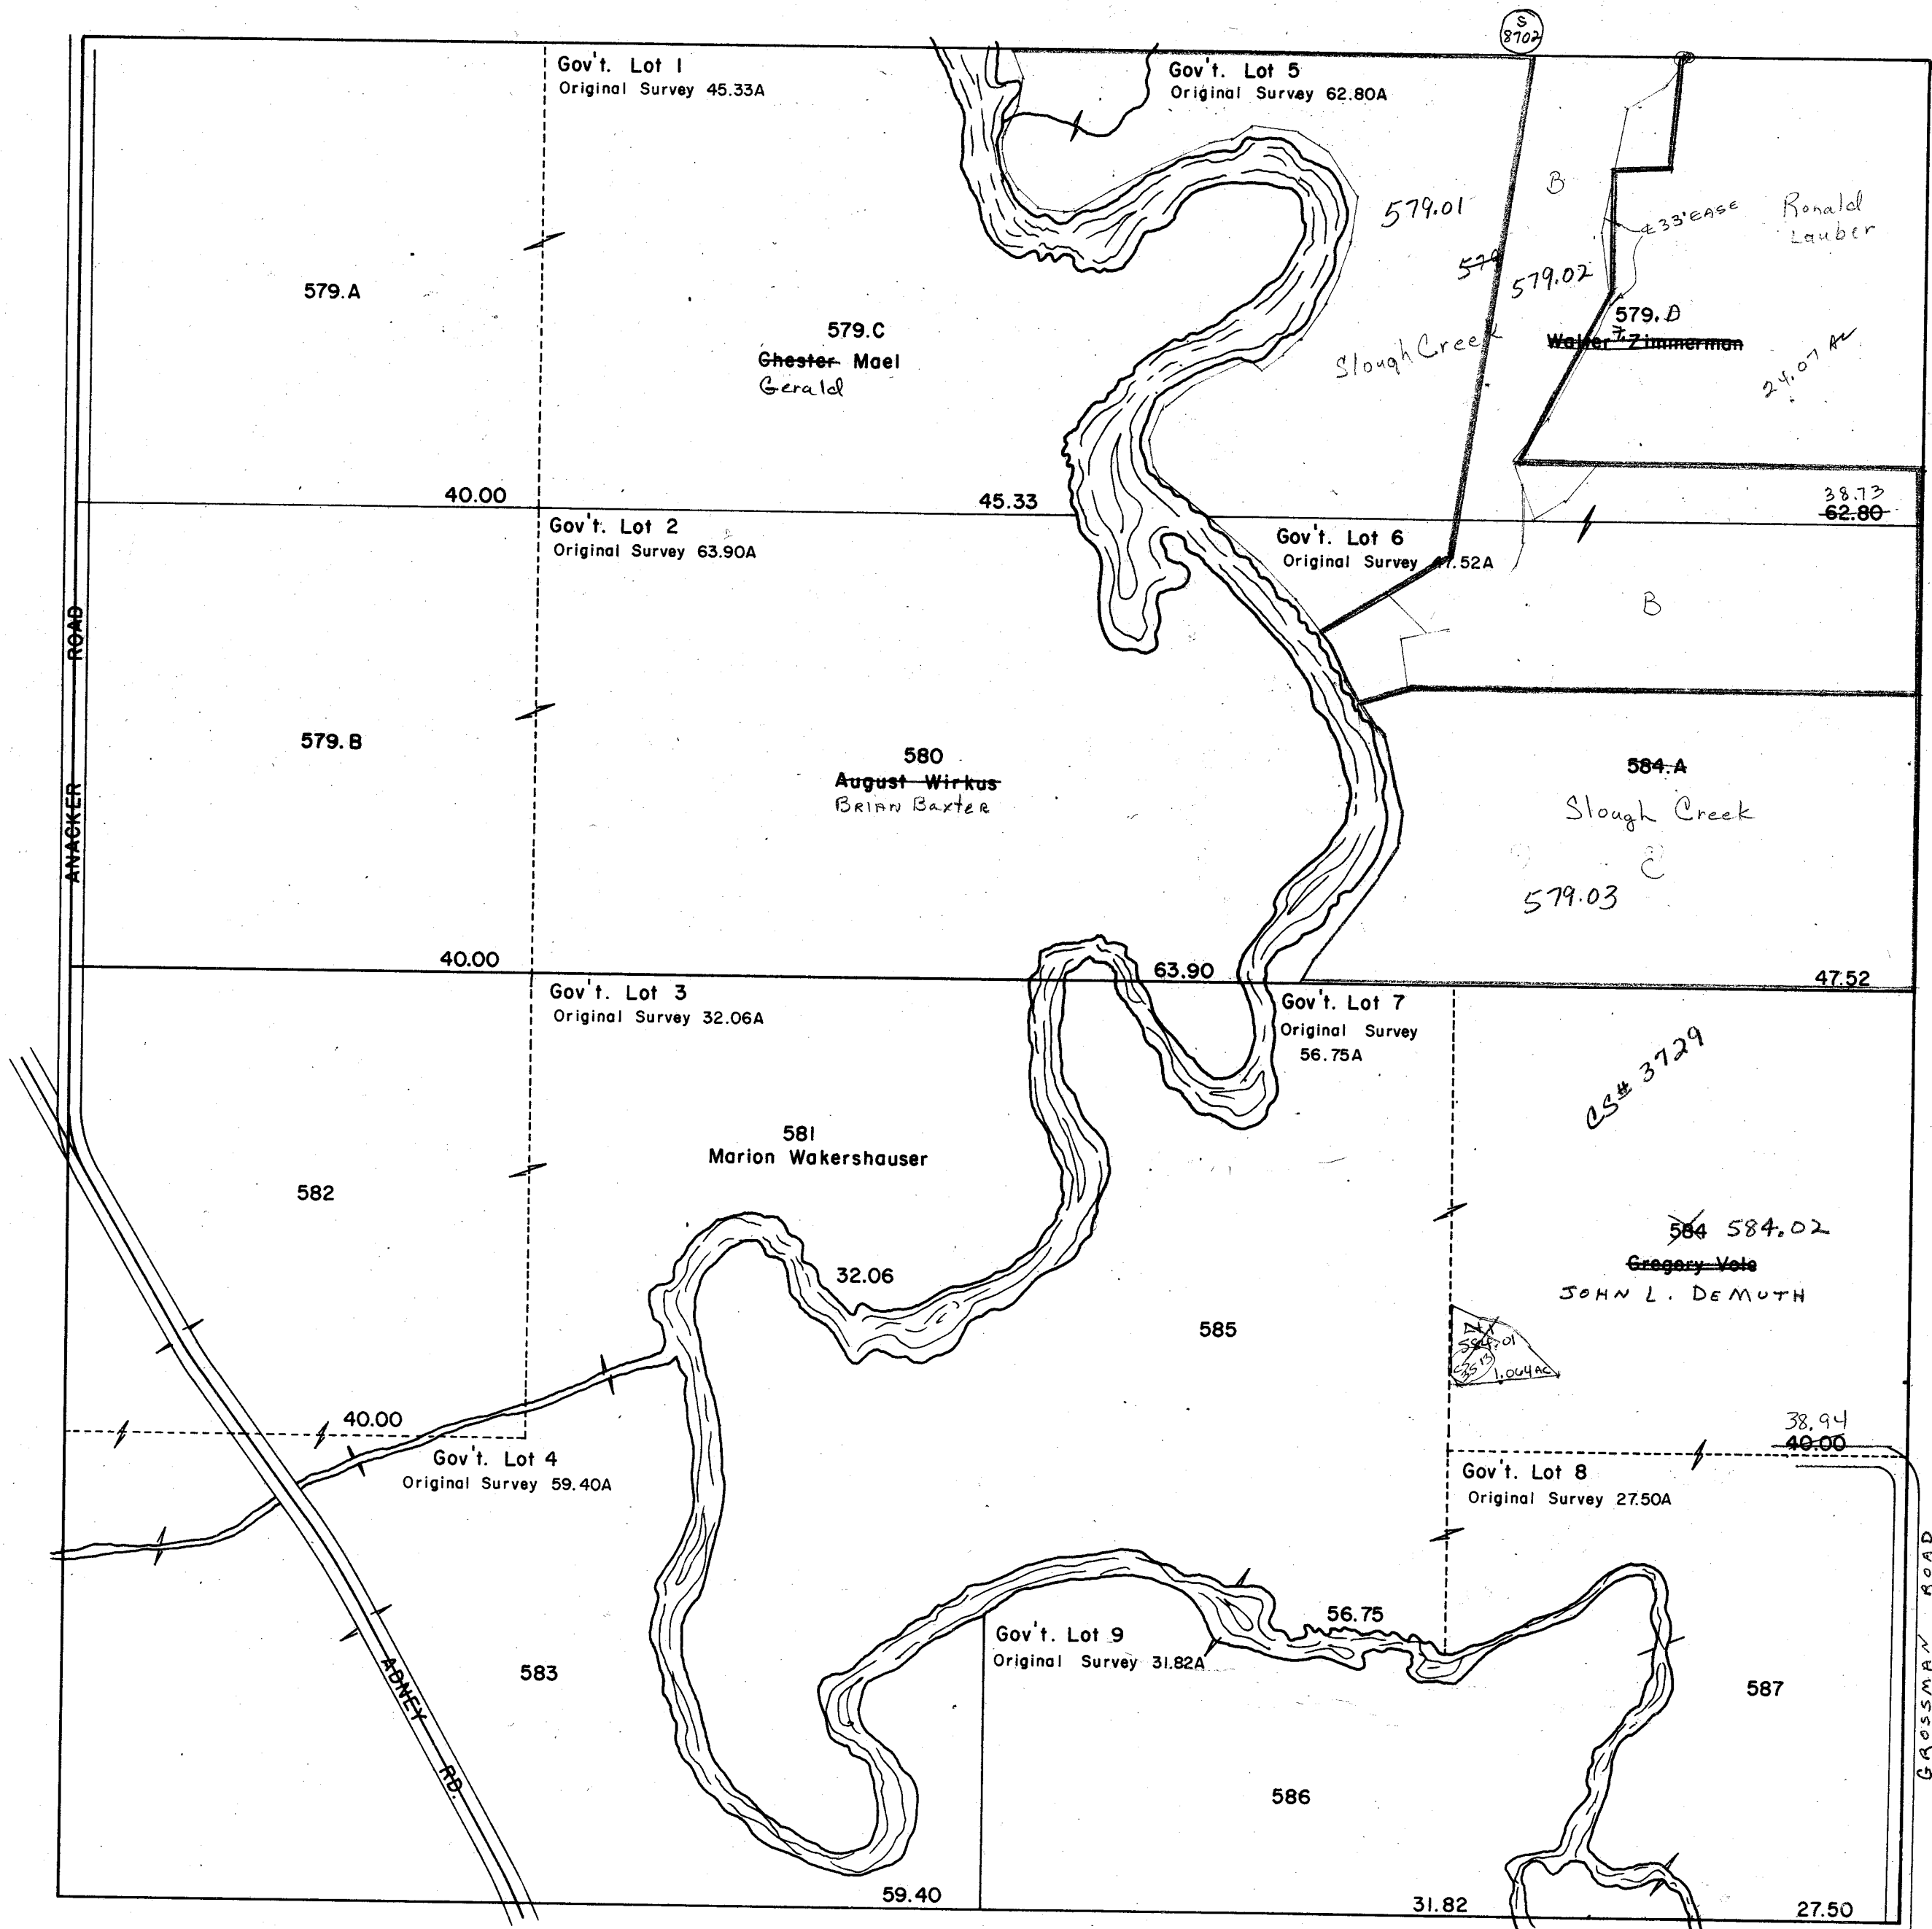 S
8702
Gov't. Lot 1
Original Survey 45.33A
Gov't. Lot 5
Original Survey 62.80A
579.A
579.C
Chester Mael
Gerald
579.01
579
B
579.02
℄ 33' EASE
Ronald
Lauber
579.D
Walter Zimmerman
24.07 AC
Slough Creek
40.00
45.33
38.73
62.80
Gov't. Lot 2
Original Survey 63.90A
Gov't. Lot 6
Original Survey 47.52A
B
ANACKER ROAD
579.B
580
August Wirkus
BRIAN BAXTER
584.A
Slough Creek
C
579.03
40.00
63.90
47.52
Gov't. Lot 3
Original Survey 32.06A
Gov't. Lot 7
Original Survey
56.75A
CS# 3729
581
Marion Wakershauser
582
584 584.02
Gregory Vole
JOHN L. DEMUTH
32.06
585
584.01
1.064 AC
40.00
38.94
40.00
Gov't. Lot 4
Original Survey 59.40A
Gov't. Lot 8
Original Survey 27.50A
GROSSMAN ROAD
56.75
Gov't. Lot 9
Original Survey 31.82A
583
ADNEY RD.
587
586
59.40
31.82
27.50